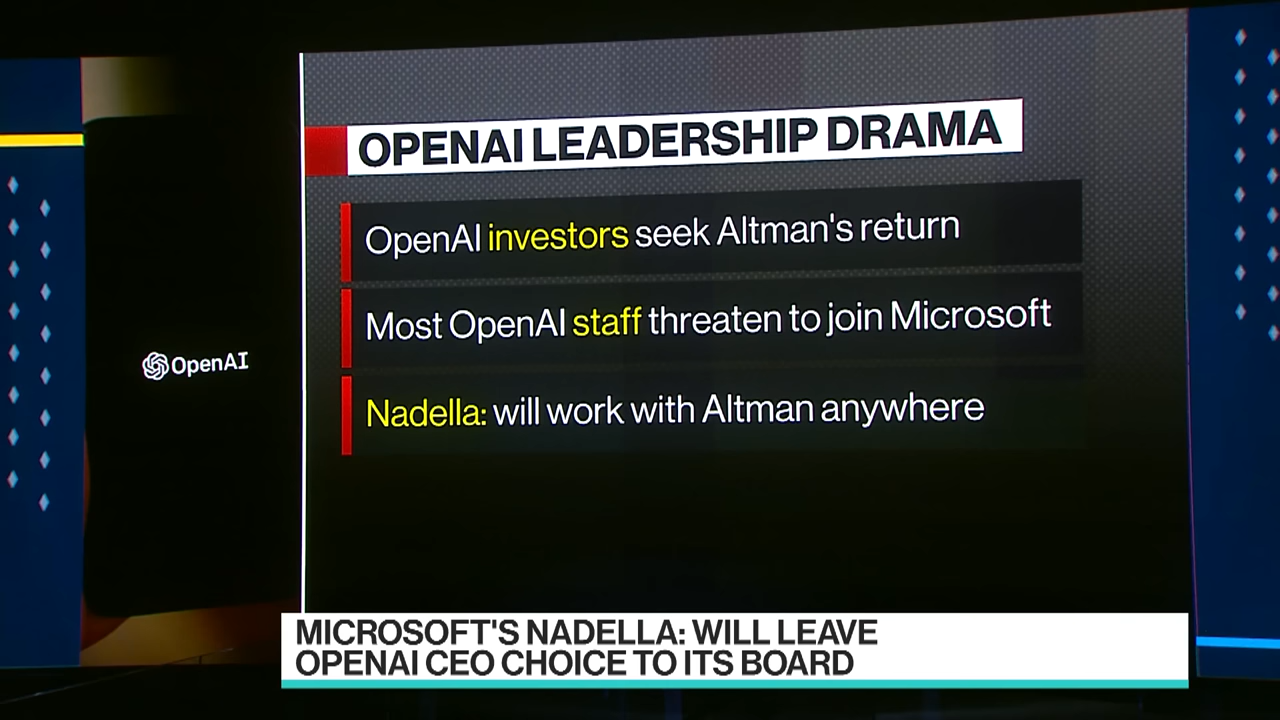 OPENAI LEADERSHIP DRAMA
OpenAI investors seek Altman's return
Most OpenAI staff threaten to join Microsoft
Nadella: will work with Altman anywhere
OpenAI
MICROSOFT'S NADELLA: WILL LEAVE
OPENAI CEO CHOICE TO ITS BOARD